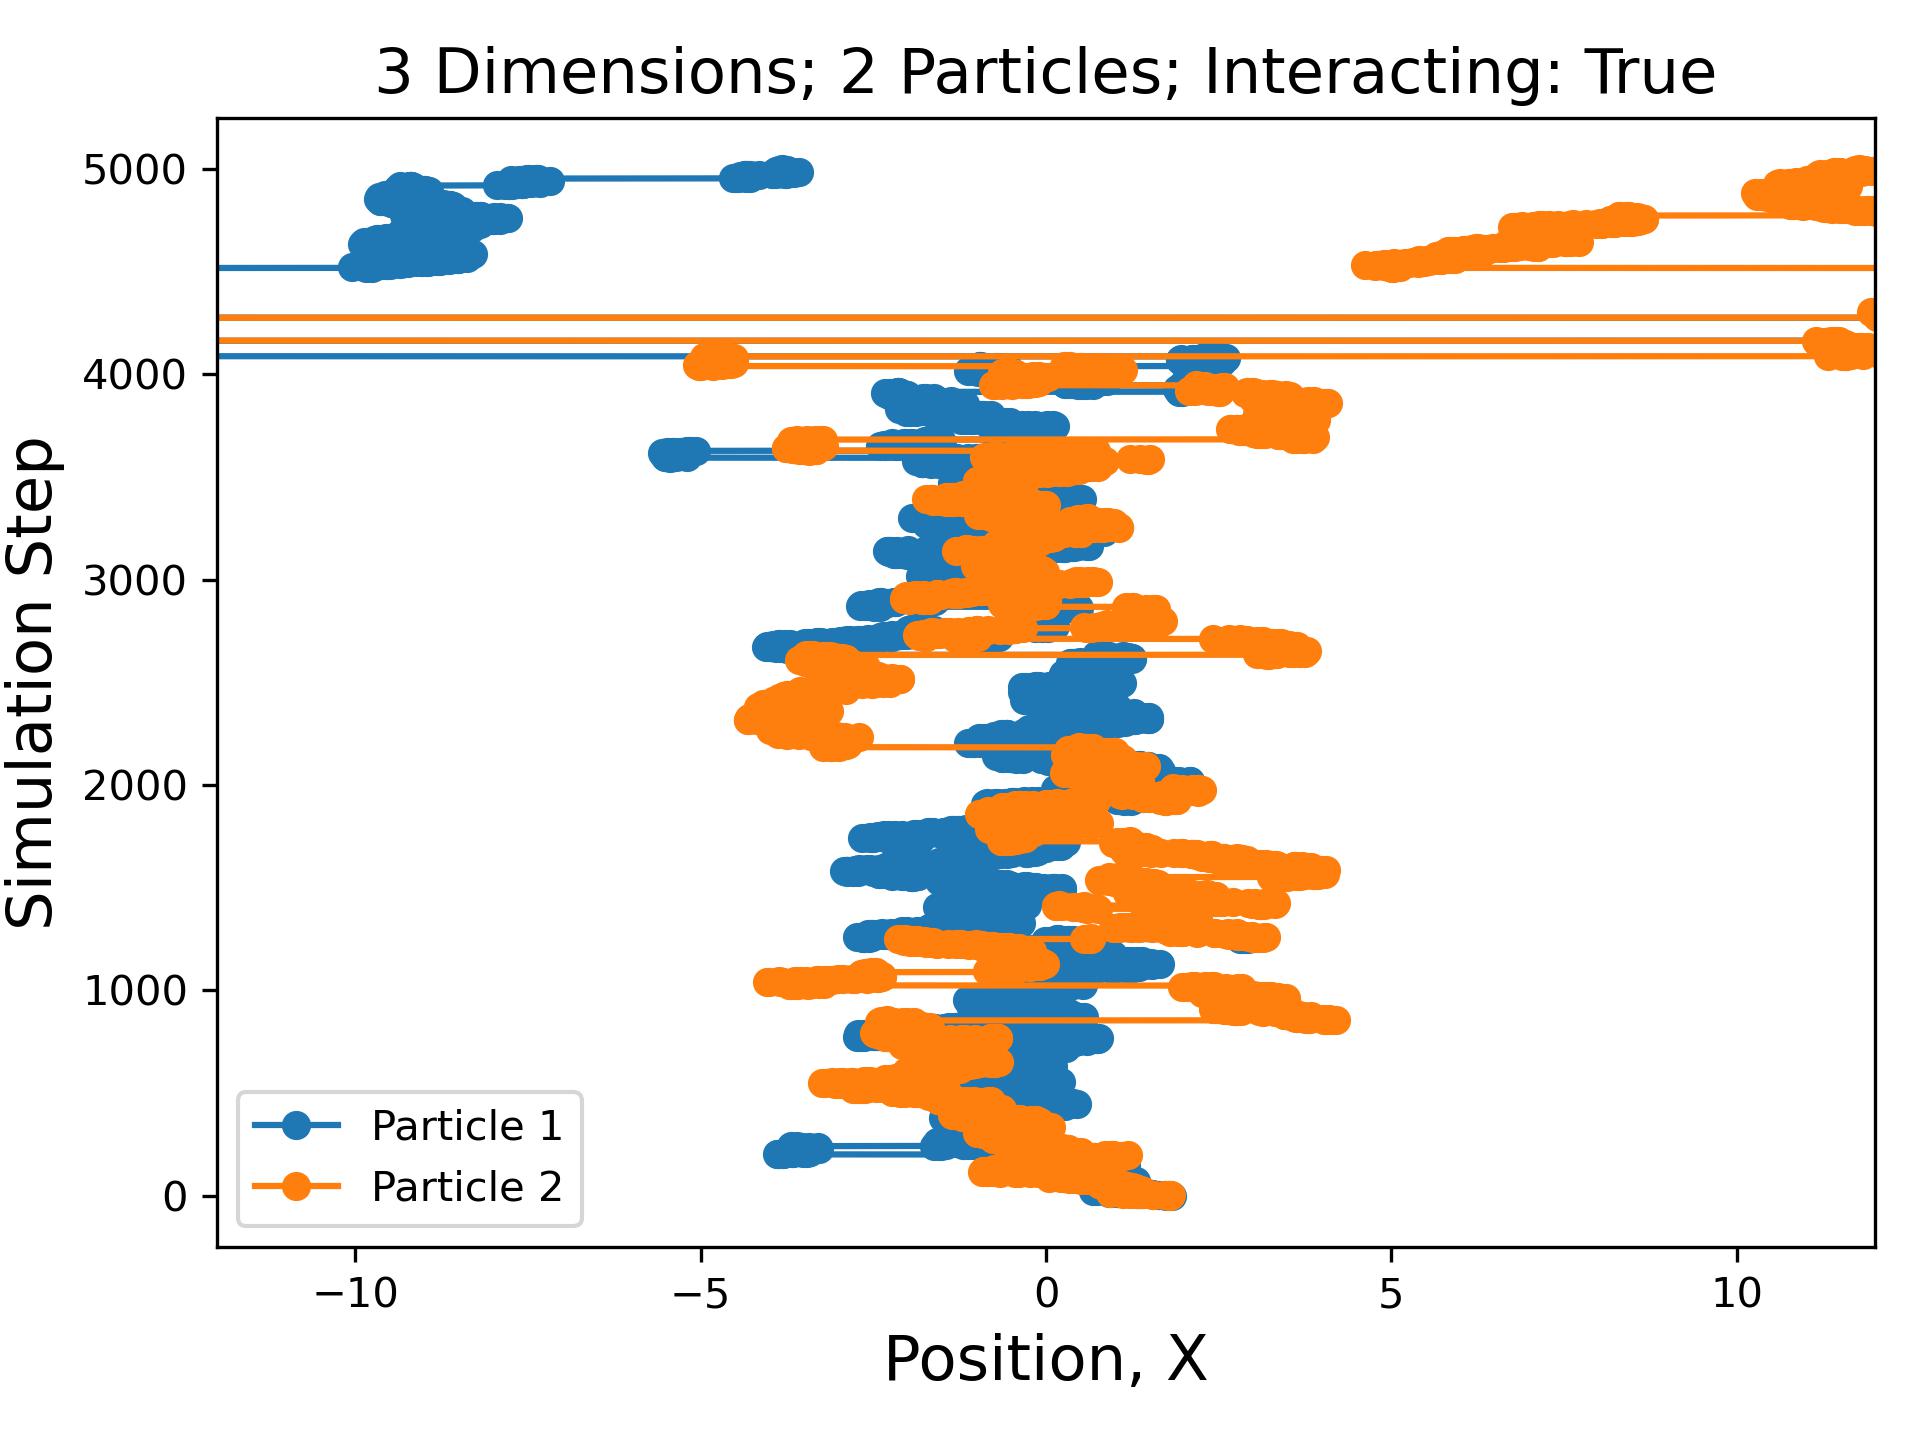 3 Dimensions; 2 Particles; Interacting: True
Simulation Step
5000
4000
3000
2000
1000
0
Particle 1
Particle 2
−10
−5
0
5
10
Position, X